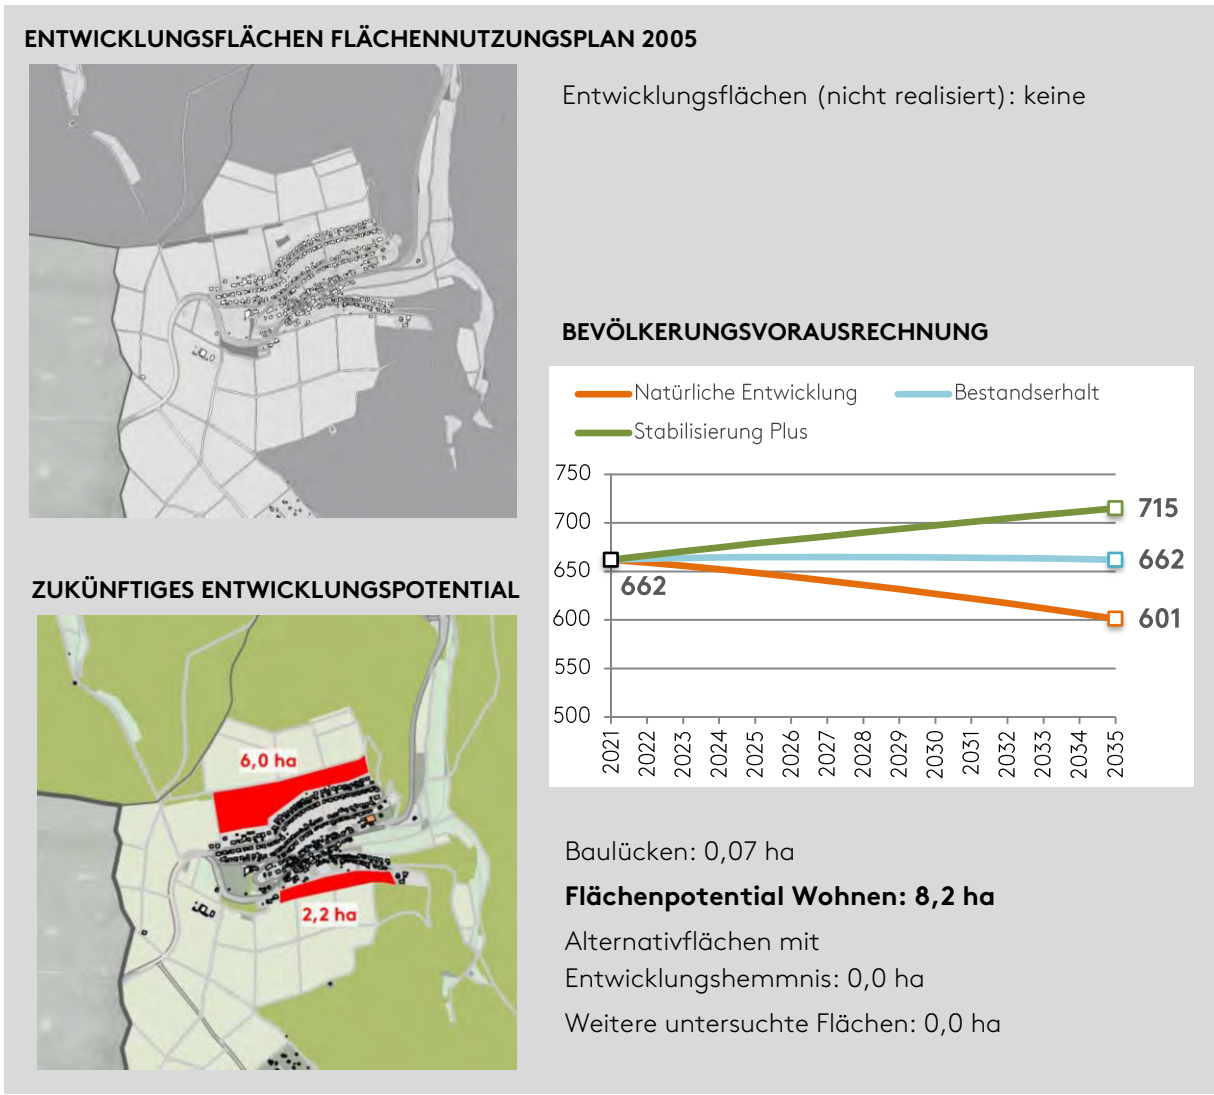 ENTWICKLUNGSFLÄCHEN FLÄCHENNUTZUNGSPLAN 2005
Entwicklungsflächen (nicht realisiert): keine
BEVÖLKERUNGSVORAUSRECHNUNG
Natürliche Entwicklung
Bestandserhalt
Stabilisierung Plus
750
700
650
600
550
500
715
662
662
601
2021
2022
2023
2024
2025
2026
2027
2028
2029
2030
2031
2032
2033
2034
2035
ZUKÜNFTIGES ENTWICKLUNGSPOTENTIAL
6,0 ha
2,2 ha
Baulücken: 0,07 ha
Flächenpotential Wohnen: 8,2 ha
Alternativflächen mit
Entwicklungshemmnis: 0,0 ha
Weitere untersuchte Flächen: 0,0 ha